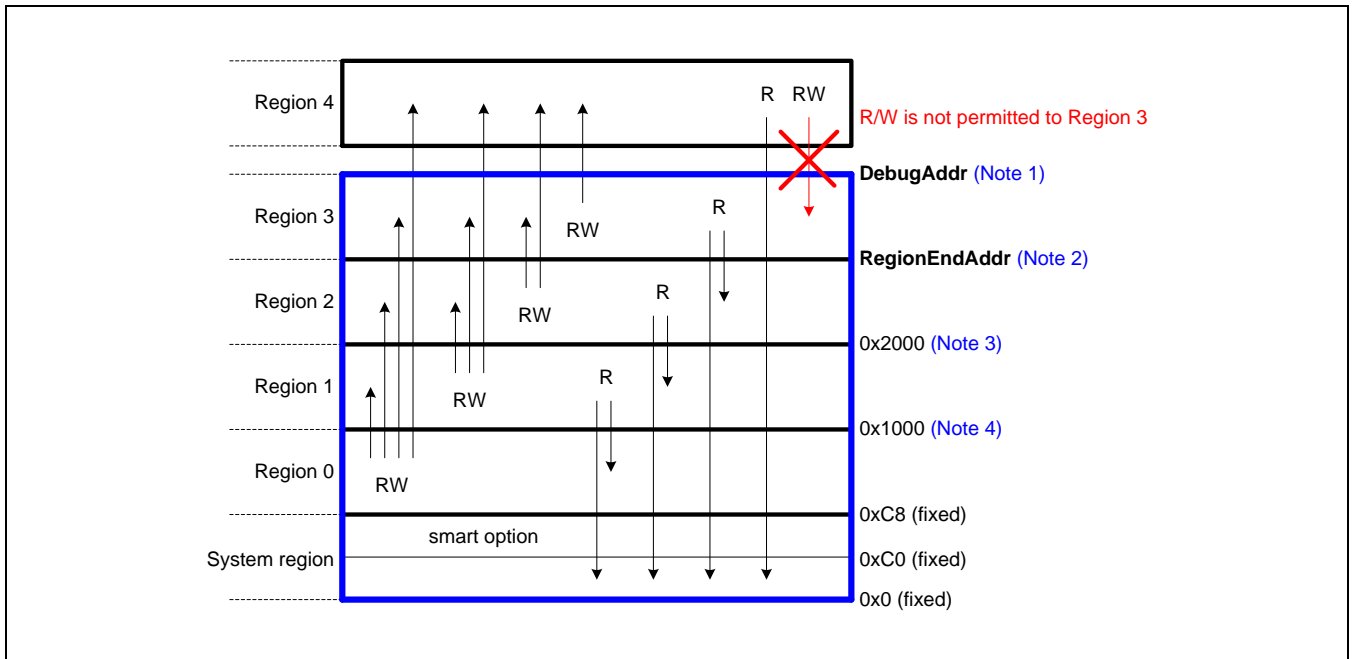 Region 4
R RW
R/W is not permitted to Region 3
DebugAddr (Note 1)
Region 3
R
RW
RegionEndAddr (Note 2)
Region 2
R
RW
0x2000 (Note 3)
Region 1
R
RW
0x1000 (Note 4)
Region 0
RW
0xC8 (fixed)
smart option
System region
0xC0 (fixed)
0x0 (fixed)